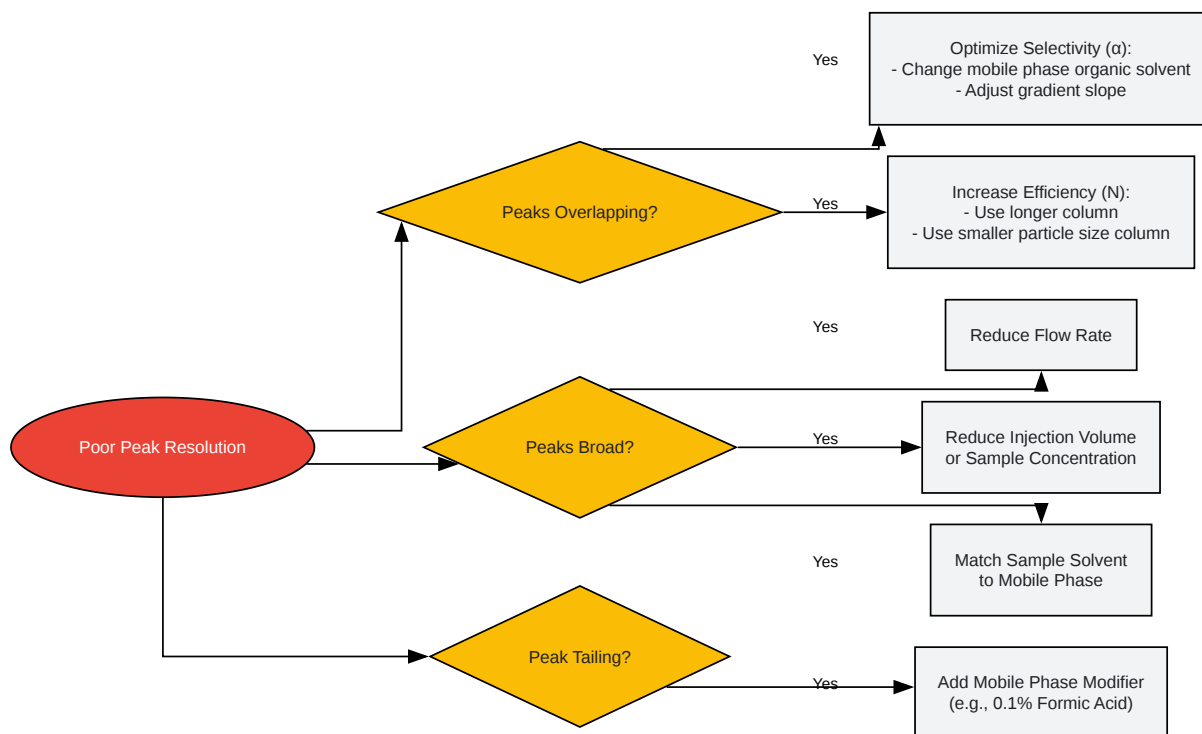 Optimize Selectivity (α):
- Change mobile phase organic solvent
- Adjust gradient slope
Yes
Peaks Overlapping?
Yes
Increase Efficiency (N):
- Use longer column
- Use smaller particle size column
Yes
Reduce Flow Rate
Poor Peak Resolution
Peaks Broad?
Yes
Reduce Injection Volume
or Sample Concentration
Yes
Match Sample Solvent
to Mobile Phase
Peak Tailing?
Yes
Add Mobile Phase Modifier
(e.g., 0.1% Formic Acid)